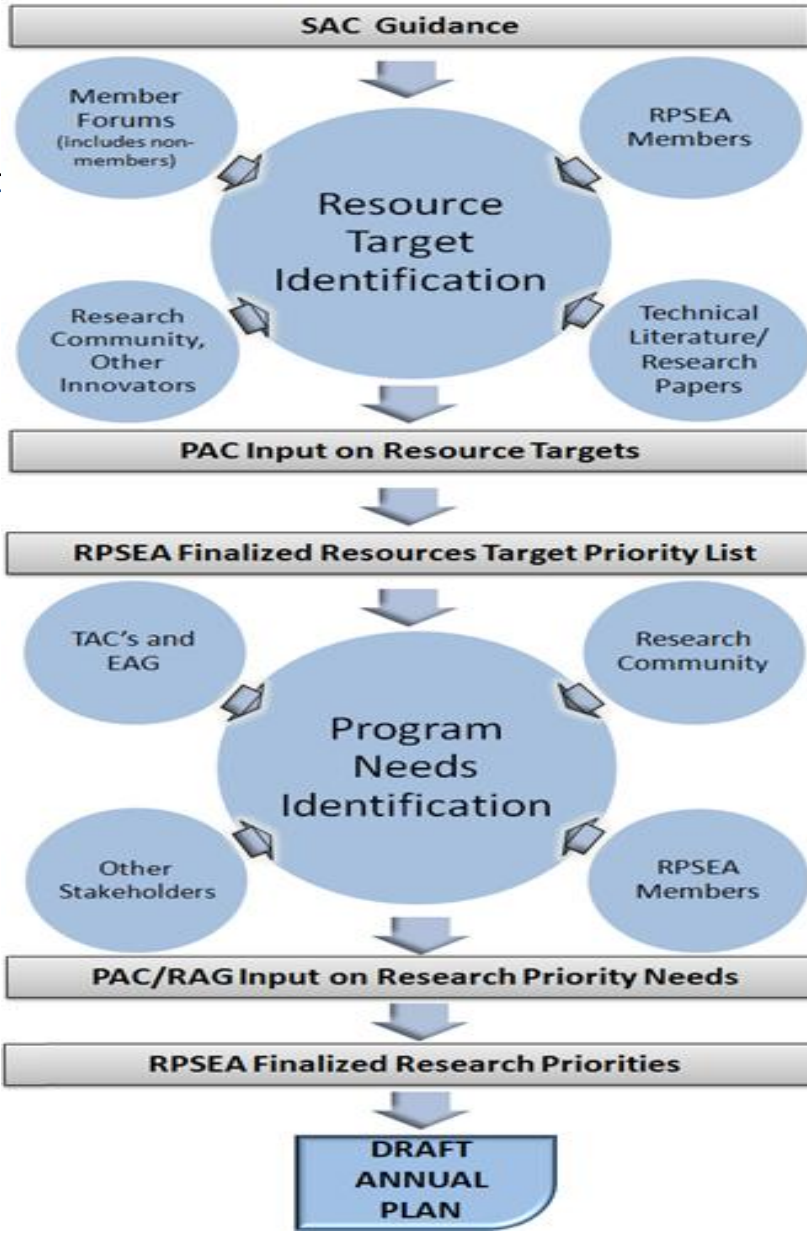 SAC Guidance
Member
Forums
(includes non-
members)
RPSEA
Members
Resource
Target
Identification
Research
Community,
Other
Innovators
Technical
Literature/
Research
Papers
PAC Input on Resource Targets
RPSEA Finalized Resources Target Priority List
TAC's and
EAG
Research
Community
Program
Needs
Identification
Other
Stakeholders
RPSEA
Members
PAC/RAG Input on Research Priority Needs
RPSEA Finalized Research Priorities
DRAFT
ANNUAL
PLAN